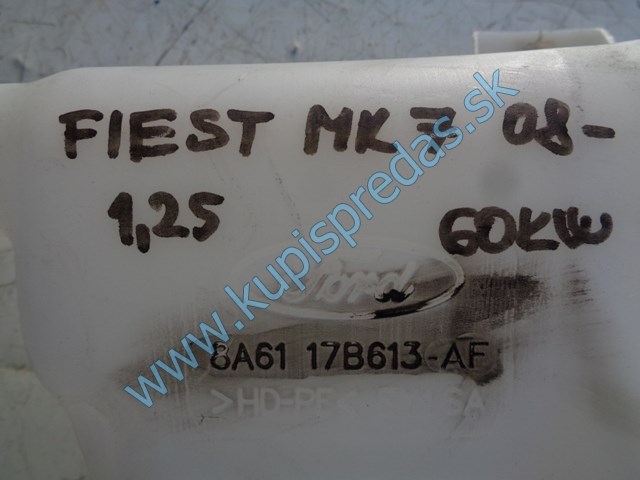 FIEST MK7 08-
1,25 60KW
Ford
8A61 17B613-AF
>HD-PE<
www.kupispredas.sk